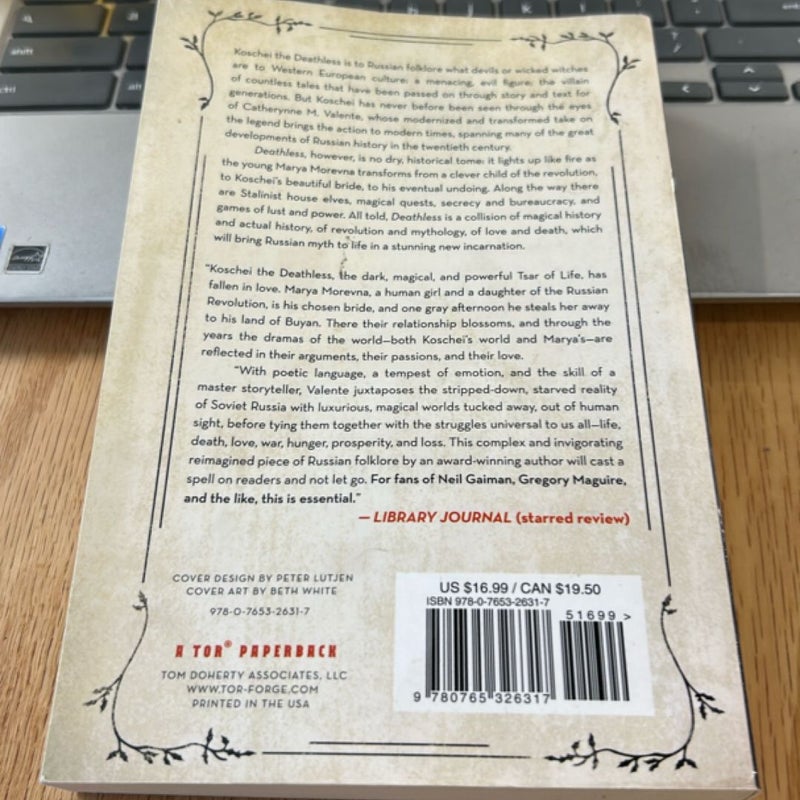 Koschei the Deathless is to Russian folklore what devils or wicked witches
are to Western European culture: a menacing, evil figure; the villain
of countless tales that have been passed on through story and text for
generations. But Koschei has never before been seen through the eyes
of Catherynne M. Valente, whose modernized and transformed take on
the legend brings the action to modern times, spanning many of the great
developments of Russian history in the twentieth century.
Deathless, however, is no dry, historical tome: it lights up like fire as
the young Marya Morevna transforms from a clever child of the revolution,
to Koschei's beautiful bride, to his eventual undoing. Along the way there
are Stalinist house elves, magical quests, secrecy and bureaucracy, and
games of lust and power. All told, Deathless is a collision of magical history
and actual history, of revolution and mythology, of love and death, which
will bring Russian myth to life in a stunning new incarnation.
"Koschei the Deathless, the dark, magical, and powerful Tsar of Life, has
fallen in love. Marya Morevna, a human girl and a daughter of the Russian
Revolution, is his chosen bride, and one gray afternoon he steals her away
to his land of Buyan. There their relationship blossoms, and through the
years the dramas of the world—both Koschei's world and Marya's—are
reflected in their arguments, their passions, and their love.
"With poetic language, a tempest of emotion, and the skill of a
master storyteller, Valente juxtaposes the stripped-down, starved reality
of Soviet Russia with luxurious, magical worlds tucked away, out of human
sight, before tying them together with the struggles universal to us all—life,
death, love, war, hunger, prosperity, and loss. This complex and invigorating
reimagined piece of Russian folklore by an award-winning author will cast a
spell on readers and not let go. For fans of Neil Gaiman, Gregory Maguire,
and the like, this is essential."
— LIBRARY JOURNAL (starred review)
COVER DESIGN BY PETER LUTJEN
COVER ART BY BETH WHITE
978-0-7653-2631-7
A TOR® PAPERBACK
TOM DOHERTY ASSOCIATES, LLC
WWW.TOR-FORGE.COM
PRINTED IN THE USA
US $16.99 / CAN $19.50
ISBN 978-0-7653-2631-7
51699 >
9 780765 326317
alt